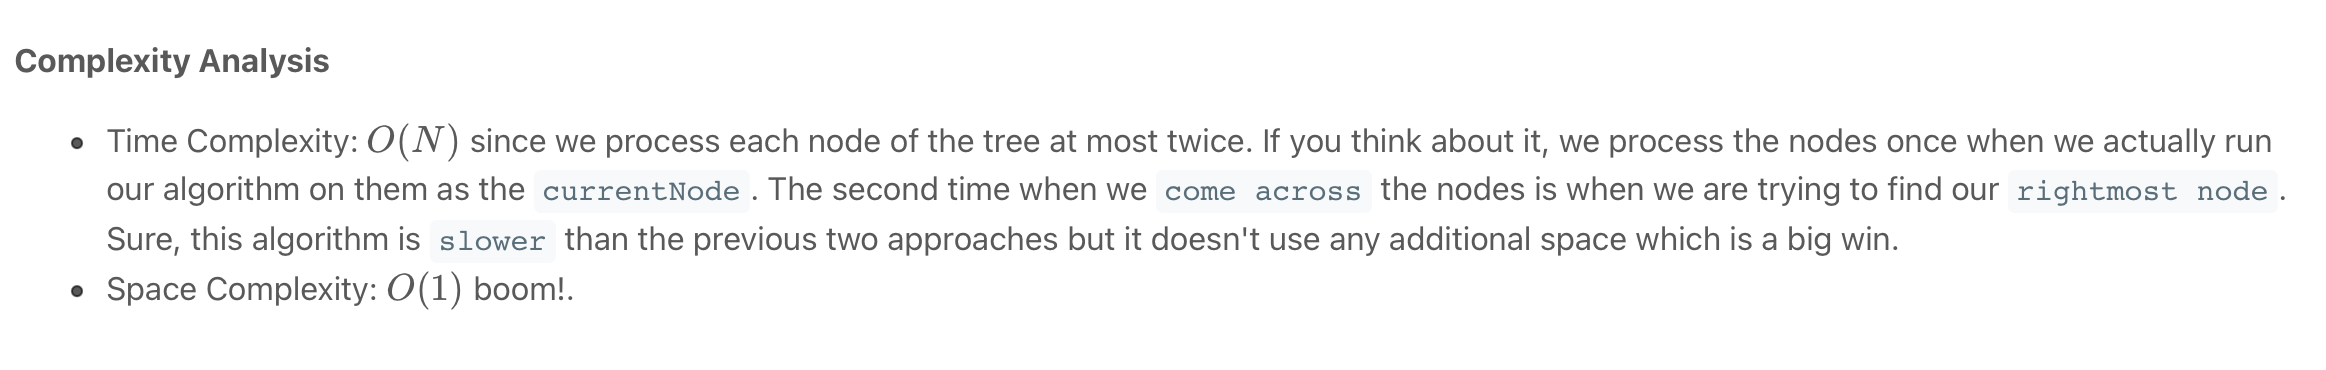 Complexity Analysis
• Time Complexity: O(N) since we process each node of the tree at most twice. If you think about it, we process the nodes once when we actually run
our algorithm on them as the currentNode. The second time when we come across the nodes is when we are trying to find our rightmost node.
Sure, this algorithm is slower than the previous two approaches but it doesn't use any additional space which is a big win.
• Space Complexity: O(1) boom!.